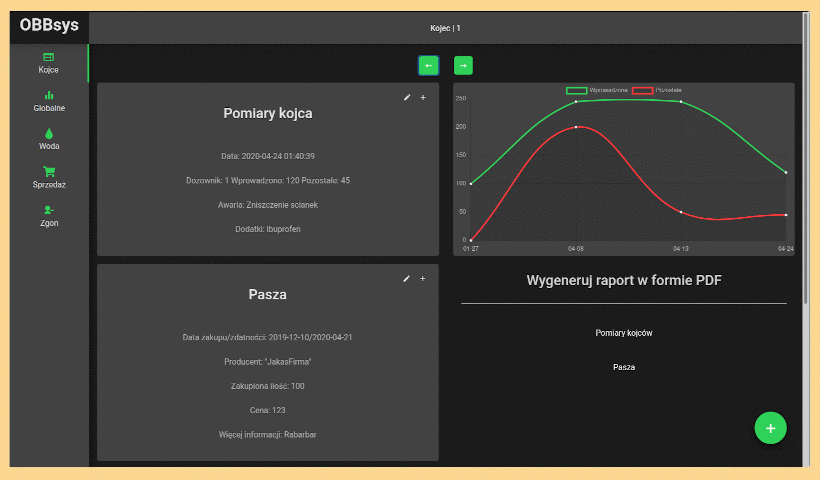 OBBsys
Kojec | 1
Kojce
Globalne
Woda
Sprzedaż
Zgon
←
→
Pomiary kojca
Data: 2020-04-24 01:40:39
Dozownik: 1 Wprowadzono: 120 Pozostałe: 45
Awaria: Zniszczenie scianek
Dodatki: Ibuprofen
Wprowadzone
Pozostałe
250
200
150
100
50
0
01-27
04-08
04-13
04-24
Pasza
Data zakupu/zdatności: 2019-12-10/2020-04-21
Producent: "JakasFirma"
Zakupiona ilość: 100
Cena: 123
Więcej informacji: Rabarbar
Wygeneruj raport w formie PDF
Pomiary kojców
Pasza